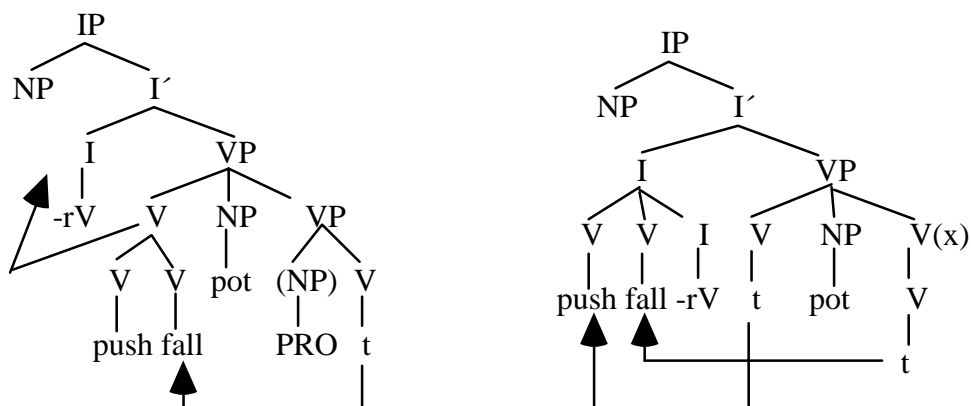 IP
NP I´
I VP
-rV V NP VP
V V pot (NP) V
push fall PRO t
IP
NP I´
I VP
V V I V NP V(x)
push fall -rV t pot V
t